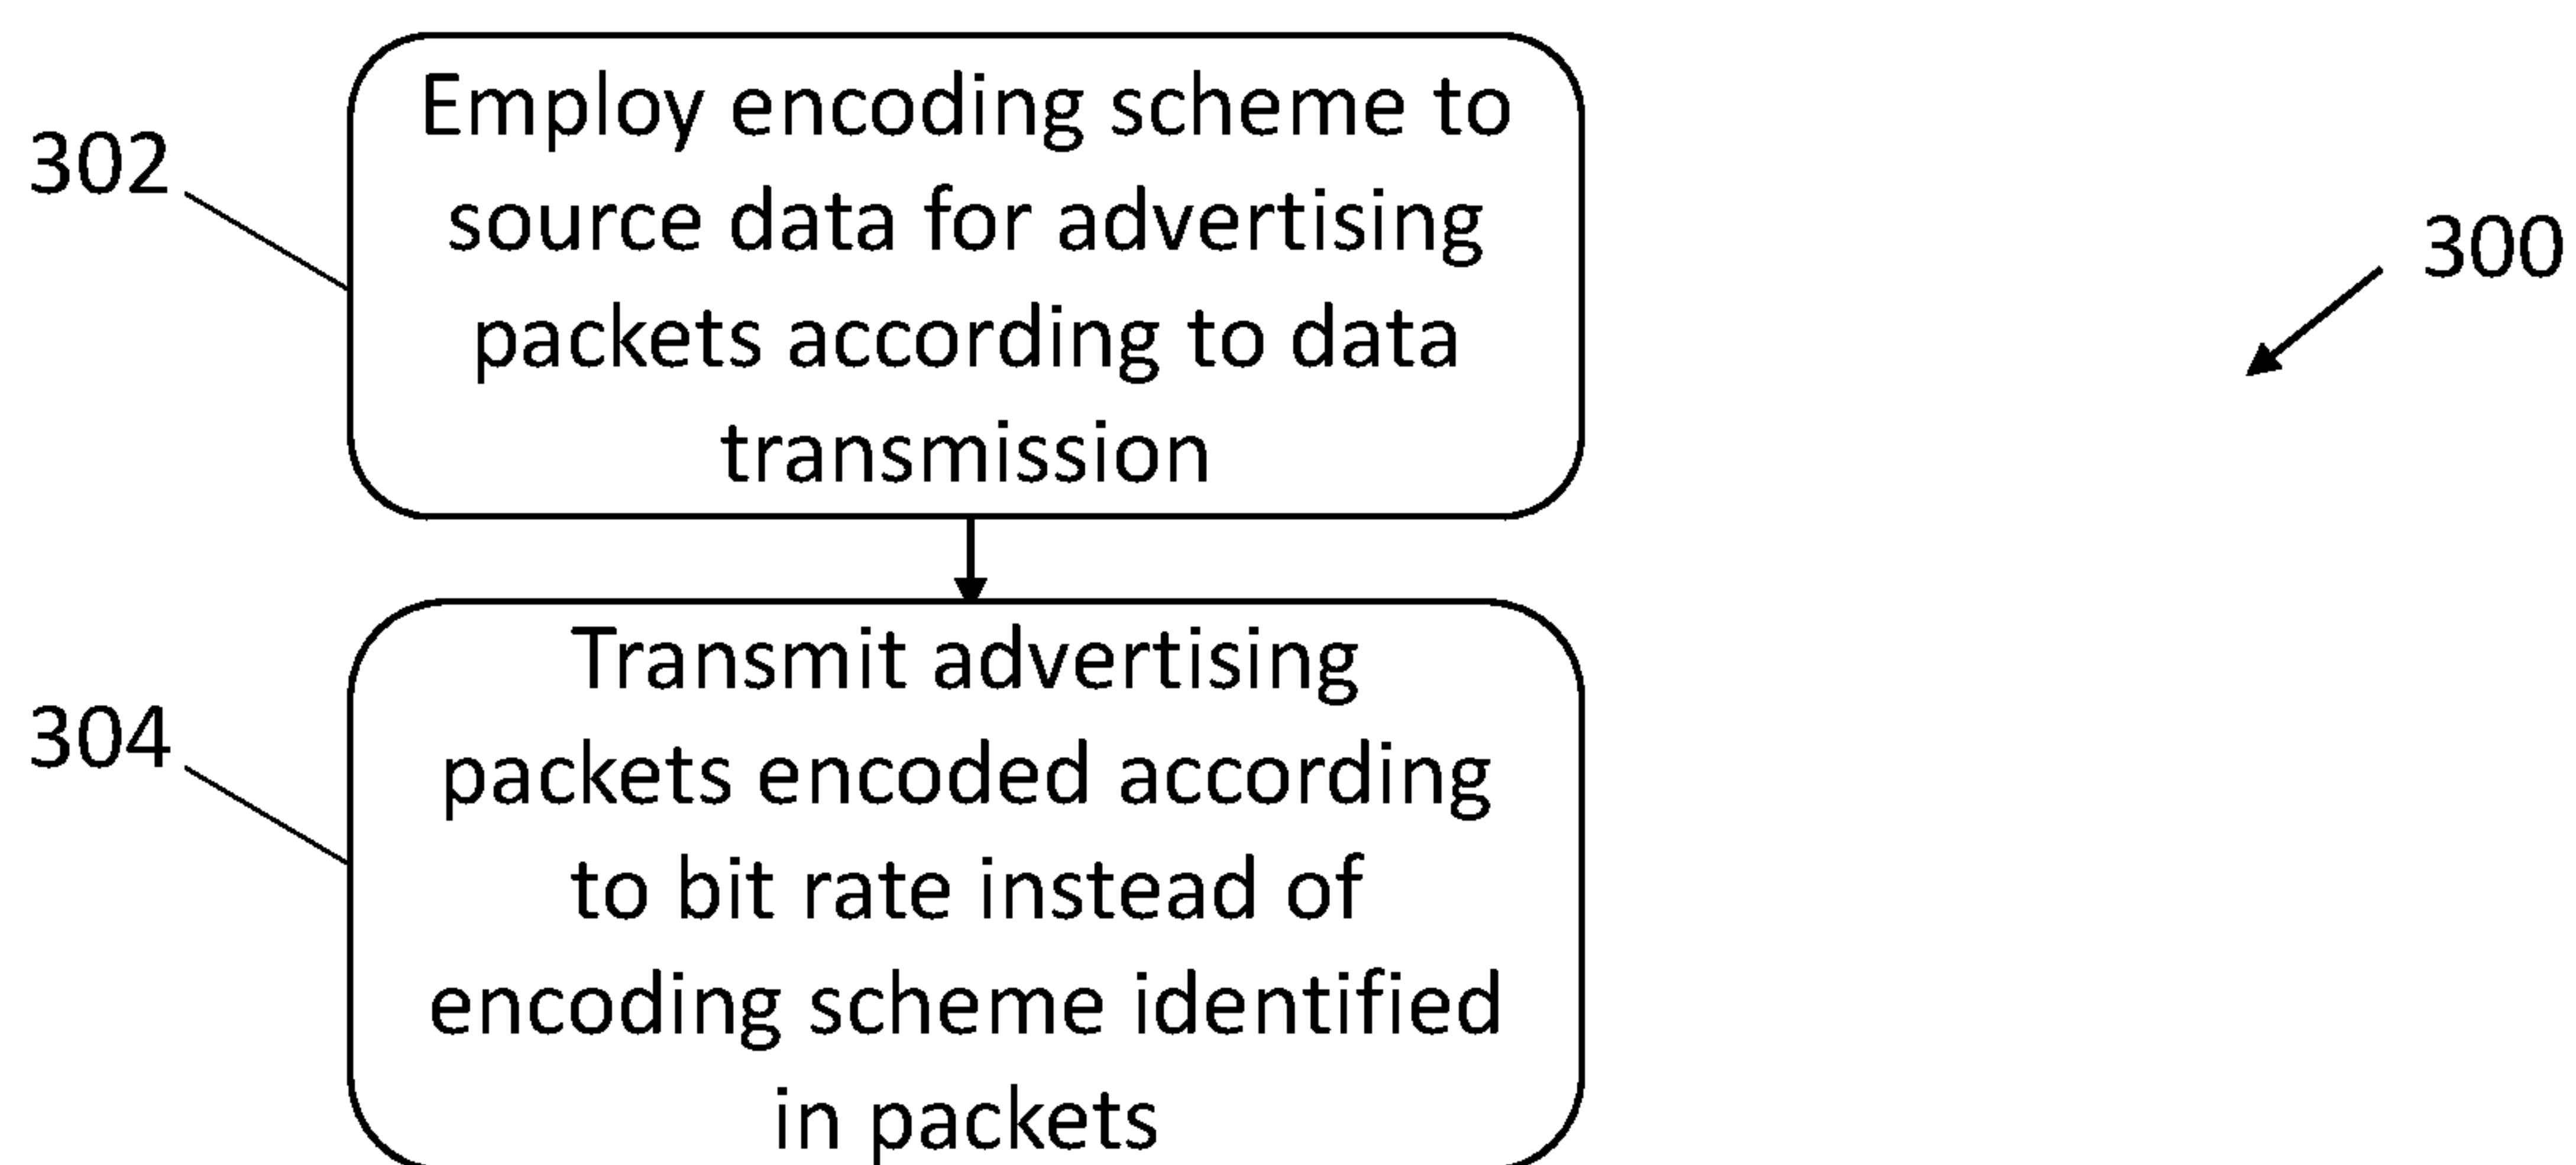 302
Employ encoding scheme to
source data for advertising
packets according to data
transmission
300
304
Transmit advertising
packets encoded according
to bit rate instead of
encoding scheme identified
in packets